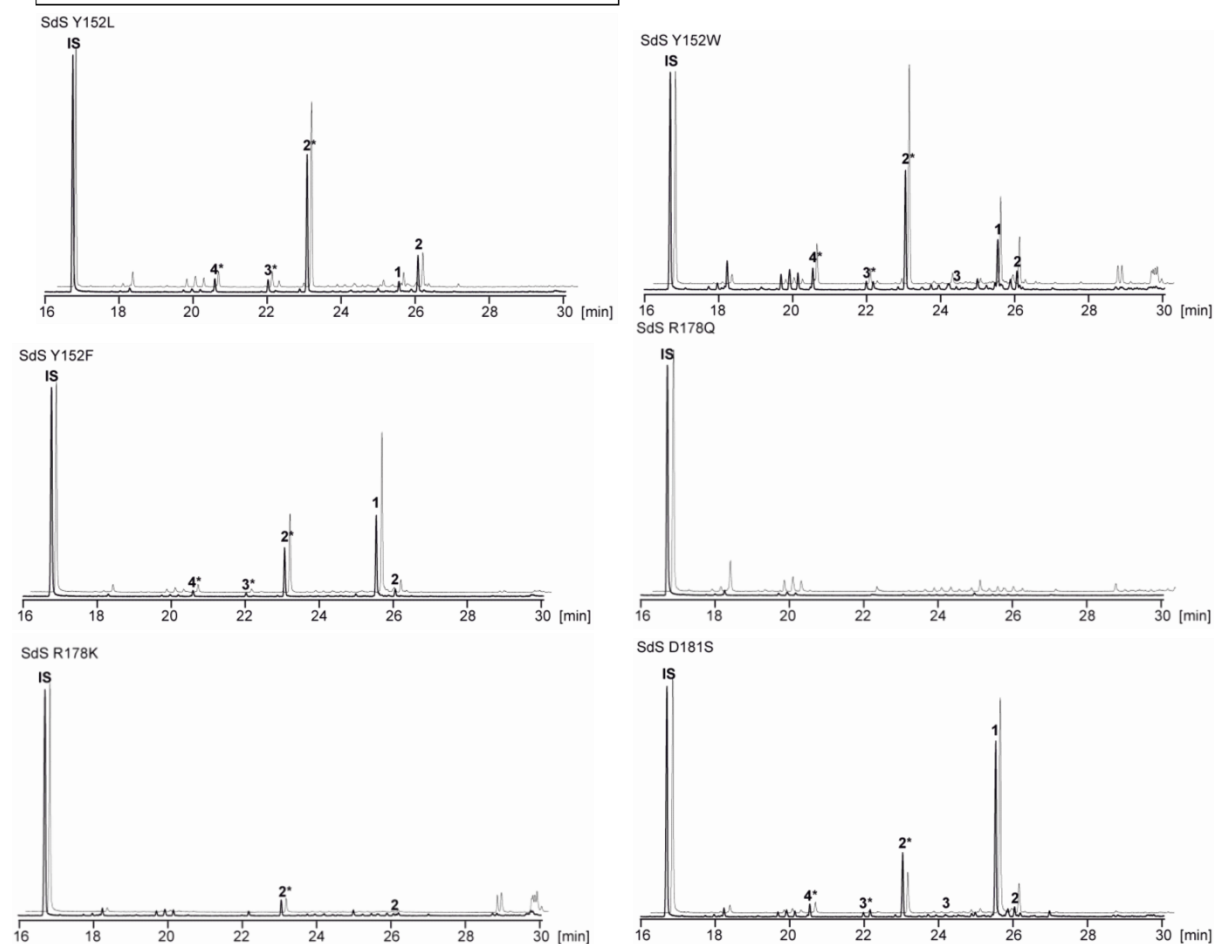 SdS Y152L
IS
2*
4*
3*
1
2
16 18 20 22 24 26 28 30 [min]
SdS Y152W
IS
2*
1
4*
3*
3
2
16 18 20 22 24 26 28 30 [min]
SdS Y152F
IS
1
2*
4*
3*
2
16 18 20 22 24 26 28 30 [min]
SdS R178Q
IS
16 18 20 22 24 26 28 30 [min]
SdS R178K
IS
2*
2
16 18 20 22 24 26 28 30 [min]
SdS D181S
IS
1
2*
4*
3*
3
2
16 18 20 22 24 26 28 30 [min]